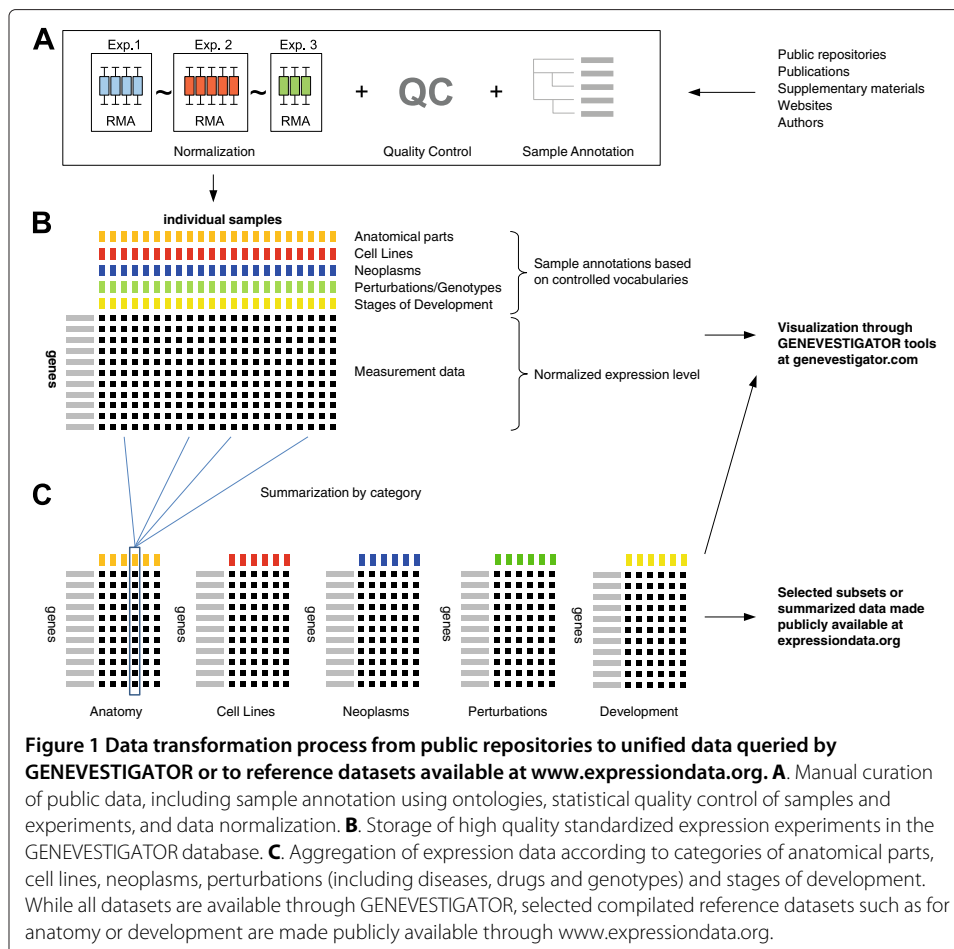 A
Exp.1 Exp. 2 Exp. 3
RMA ~ RMA ~ RMA + QC +
Normalization Quality Control Sample Annotation
Public repositories
Publications
Supplementary materials
Websites
Authors
B
individual samples
Anatomical parts
Cell Lines
Neoplasms
Perturbations/Genotypes
Stages of Development
Sample annotations based
on controlled vocabularies
genes
Measurement data
Normalized expression level
Visualization through
GENEVESTIGATOR tools
at genevestigator.com
C
Summarization by category
genes genes genes genes genes
Anatomy Cell Lines Neoplasms Perturbations Development
Selected subsets or
summarized data made
publicly available at
expressiondata.org
Figure 1 Data transformation process from public repositories to unified data queried by
GENEVESTIGATOR or to reference datasets available at www.expressiondata.org. A. Manual curation
of public data, including sample annotation using ontologies, statistical quality control of samples and
experiments, and data normalization. B. Storage of high quality standardized expression experiments in the
GENEVESTIGATOR database. C. Aggregation of expression data according to categories of anatomical parts,
cell lines, neoplasms, perturbations (including diseases, drugs and genotypes) and stages of development.
While all datasets are available through GENEVESTIGATOR, selected compilated reference datasets such as for
anatomy or development are made publicly available through www.expressiondata.org.